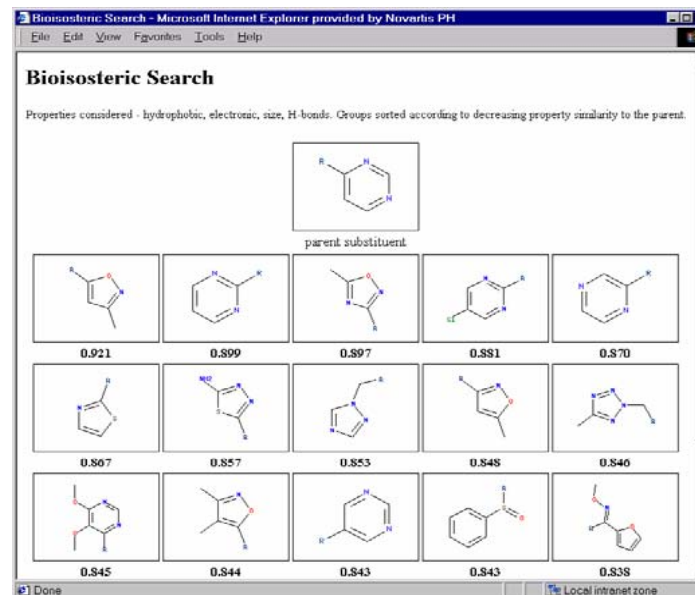 Bioisosteric Search - Microsoft Internet Explorer provided by Novartis PH
File Edit View Favorites Tools Help
Bioisosteric Search
Properties considered - hydrophobic, electronic, size, H-bonds. Groups sorted according to decreasing property similarity to the parent.
R N N
parent substituent
R O N
N R N
O N N R
N R N Cl
N R N
0.921 0.899 0.897 0.881 0.870
R N S
NH2 N N S R
R N N N
R N O
N N N N R
0.867 0.857 0.853 0.848 0.846
O N O N R
N O R
N R N
R S O
O N R O
0.845 0.844 0.843 0.843 0.838
Done Local intranet zone